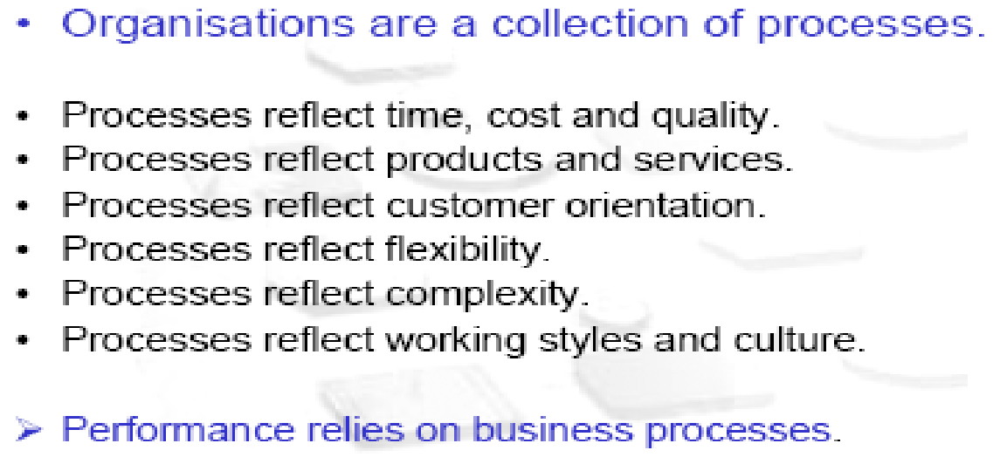 • Organisations are a collection of processes.
• Processes reflect time, cost and quality.
• Processes reflect products and services.
• Processes reflect customer orientation.
• Processes reflect flexibility.
• Processes reflect complexity.
• Processes reflect working styles and culture.
➢ Performance relies on business processes.